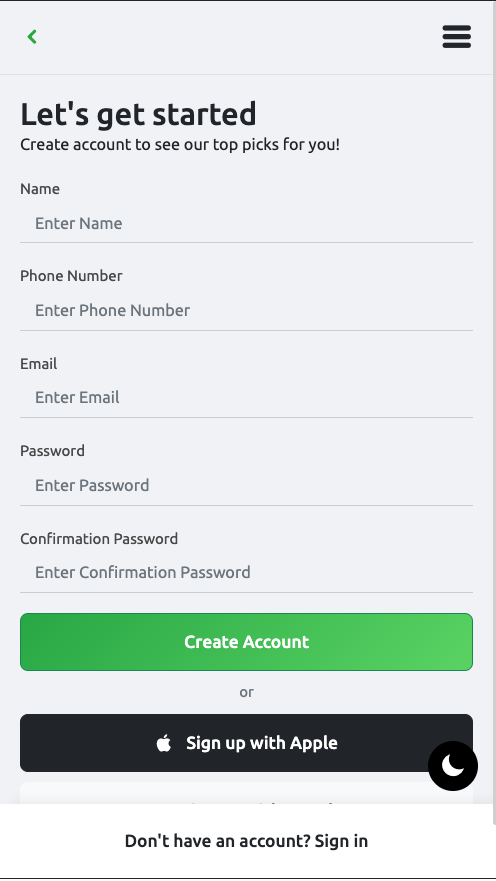 Let's get started
Create account to see our top picks for you!
Name
Enter Name
Phone Number
Enter Phone Number
Email
Enter Email
Password
Enter Password
Confirmation Password
Enter Confirmation Password
Create Account
or
Sign up with Apple
Don't have an account? Sign in